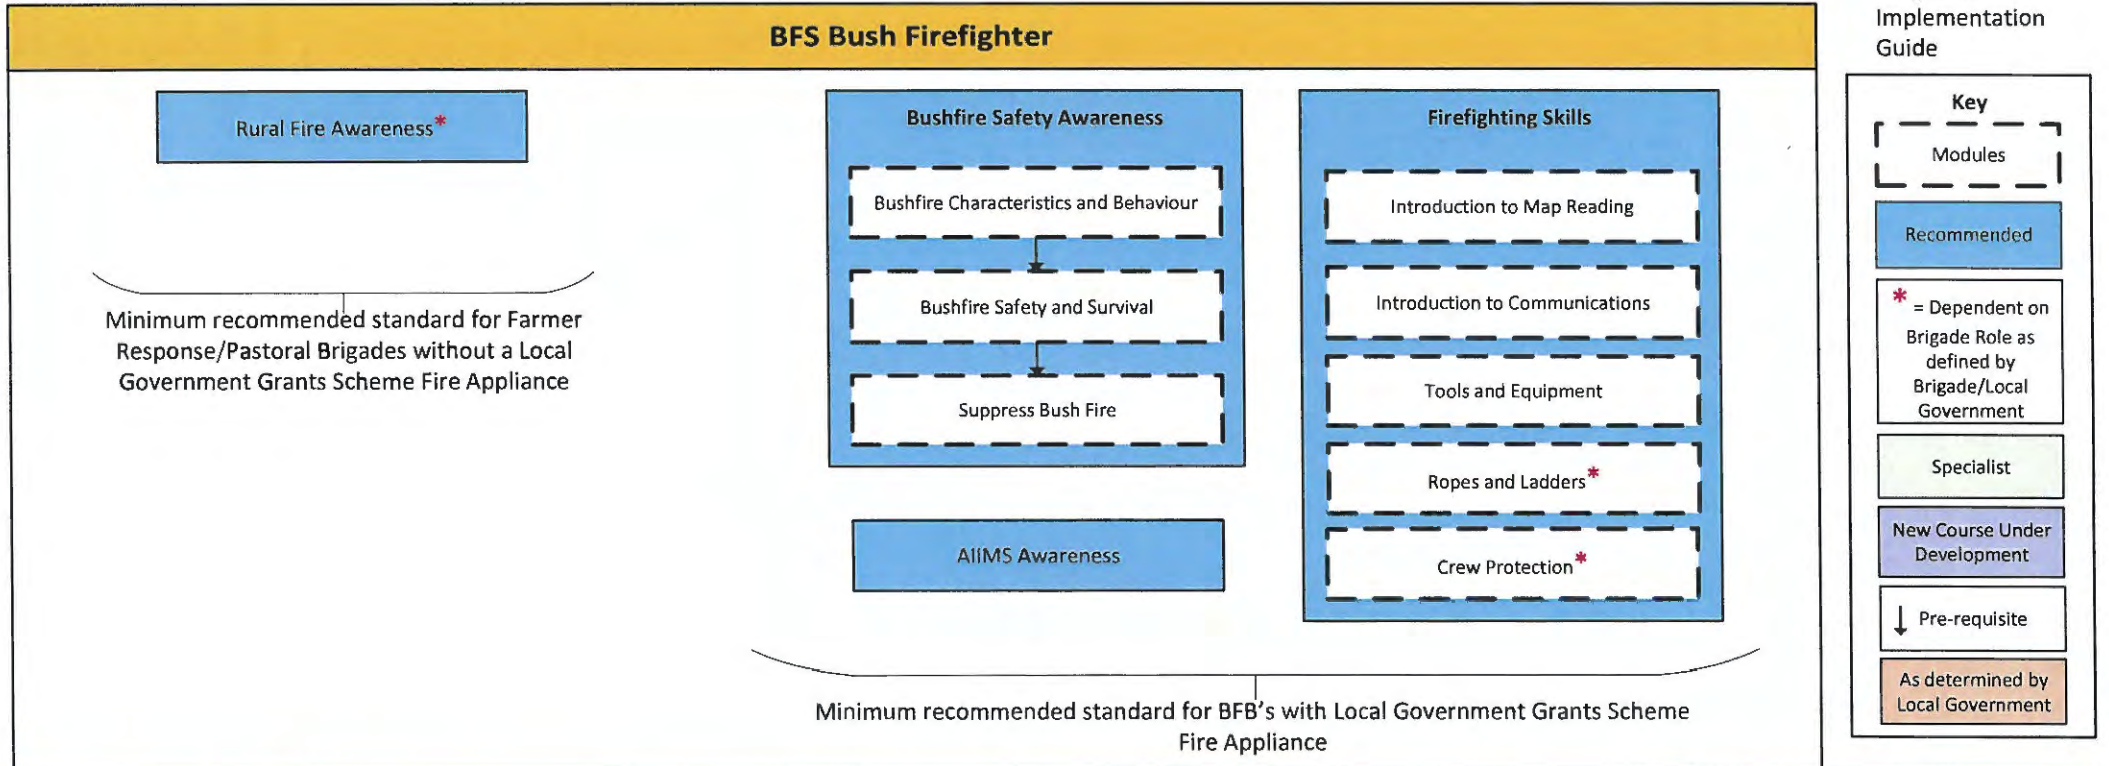 BFS Bush Firefighter
Rural Fire Awareness*
Minimum recommended standard for Farmer
Response/Pastoral Brigades without a Local
Government Grants Scheme Fire Appliance
Bushfire Safety Awareness
Bushfire Characteristics and Behaviour
Bushfire Safety and Survival
Suppress Bush Fire
AIIMS Awareness
Firefighting Skills
Introduction to Map Reading
Introduction to Communications
Tools and Equipment
Ropes and Ladders*
Crew Protection*
Minimum recommended standard for BFB's with Local Government Grants Scheme
Fire Appliance
Implementation
Guide
Key
Modules
Recommended
* = Dependent on
Brigade Role as
defined by
Brigade/Local
Government
Specialist
New Course Under
Development
↓ Pre-requisite
As determined by
Local Government